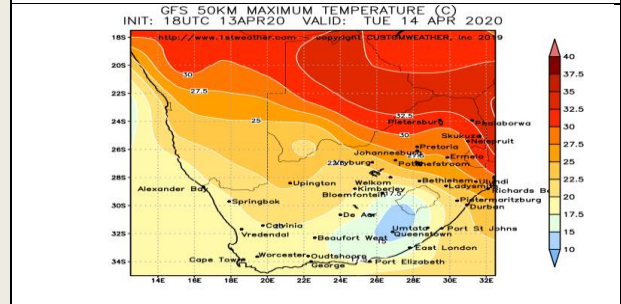 GFS 50KM MAXIMUM TEMPERATURE (C)
INIT: 18UTC 13APR20 VALID: TUE 14 APR 2020
http://www.1stweather.com -- copyright CUSTOMWEATHER, Inc 2019
18S
20S
22S
24S
26S
28S
30S
32S
34S
14E 16E 18E 20E 22E 24E 26E 28E 30E 32E
30
27.5
25
32.5
30
Pietersburg
Phalaborwa
Skukuza
Nelspruit
Pretoria
Johannesburg
Ermelo
Vryburg
Potchefstroom
Upington
Welkom
Kimberley
Bethlehem
Ulundi
Ladysmith
Bloemfontein
17.5
Richards B
Alexander Bay
Springbok
Pietermaritzburg
Durban
De Aar
Calvinia
Umtata
Port St Johns
Vredendal
Beaufort West
Queenstown
15
East London
Cape Town
Worcester
Oudtshoorn
George
Port Elizabeth
40
37.5
35
32.5
30
27.5
25
22.5
20
17.5
15
10